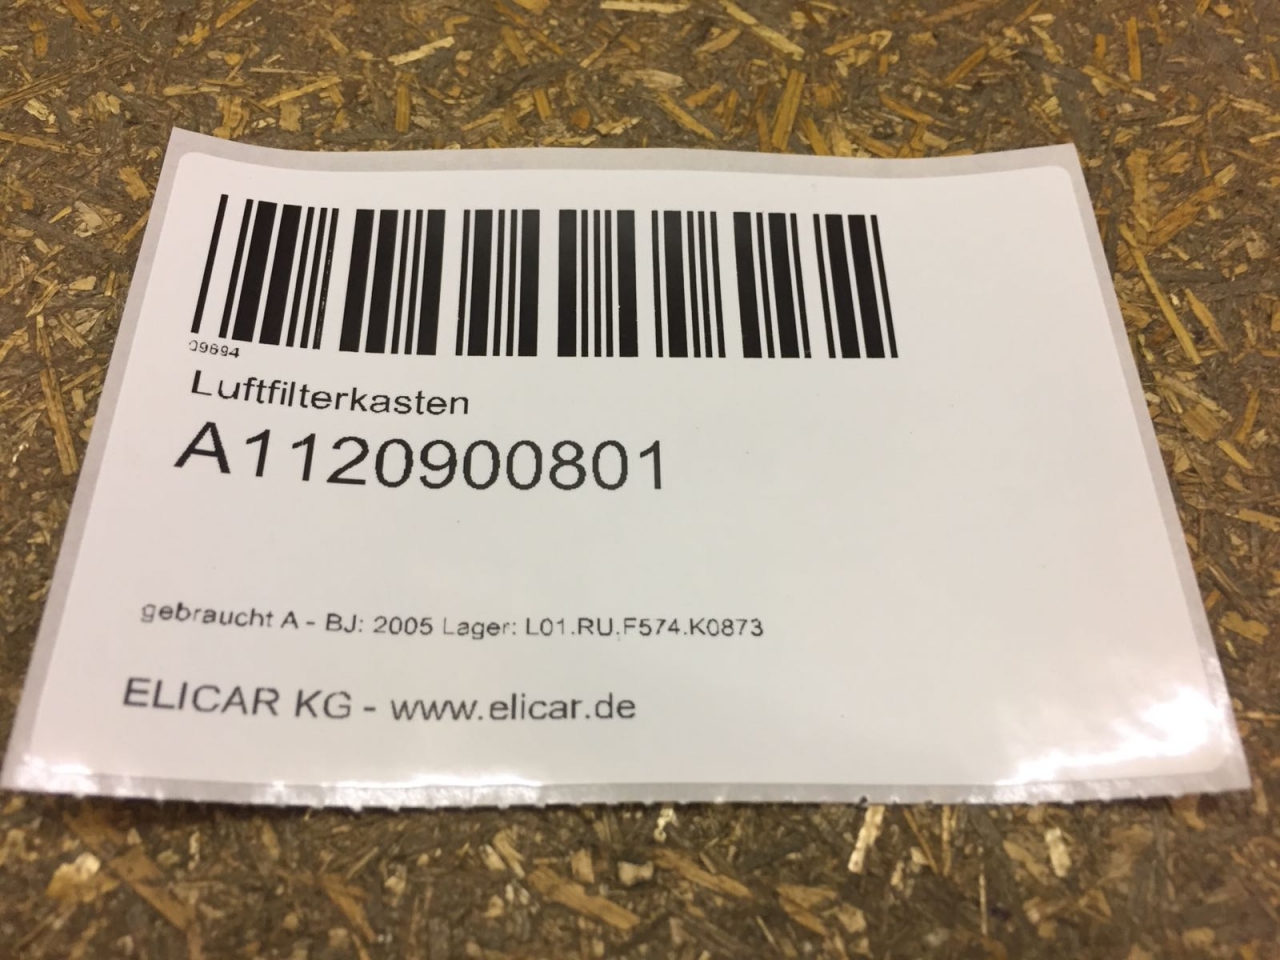 09694
Luftfilterkasten
A1120900801
gebraucht A - BJ: 2005 Lager: L01.RU.F574.K0873
ELICAR KG - www.elicar.de